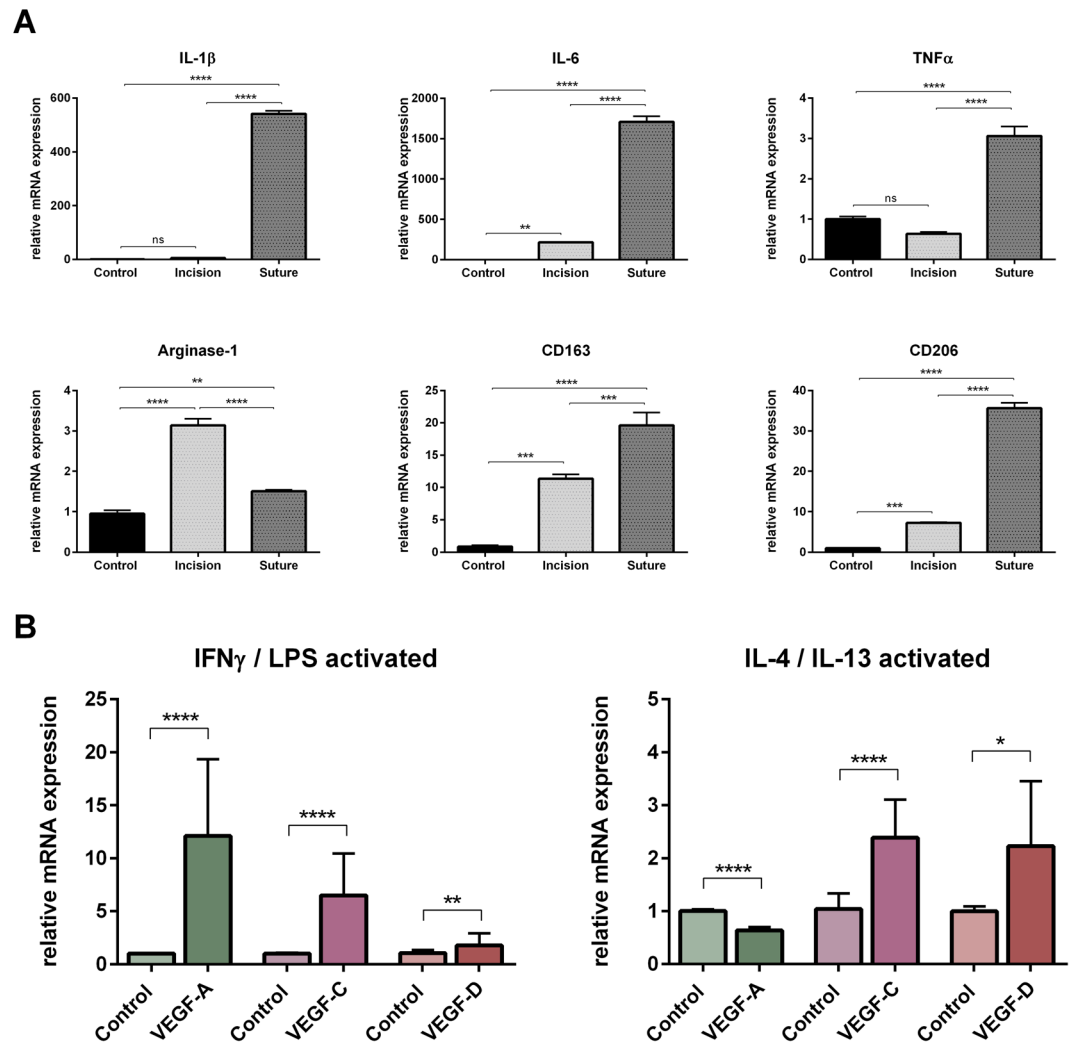 A
IL-1β
****
****
ns
relative mRNA expression
600
400
200
0
Control Incision Suture
IL-6
****
****
**
relative mRNA expression
2000
1500
1000
500
0
Control Incision Suture
TNFα
****
****
ns
relative mRNA expression
4
3
2
1
0
Control Incision Suture
Arginase-1
**
**** ****
relative mRNA expression
4
3
2
1
0
Control Incision Suture
CD163
****
***
***
relative mRNA expression
25
20
15
10
5
0
Control Incision Suture
CD206
****
****
***
relative mRNA expression
40
30
20
10
0
Control Incision Suture
B
IFNγ / LPS activated
****
****
**
relative mRNA expression
25
20
15
10
5
0
Control VEGF-A Control VEGF-C Control VEGF-D
IL-4 / IL-13 activated
*
****
****
relative mRNA expression
5
4
3
2
1
0
Control VEGF-A Control VEGF-C Control VEGF-D